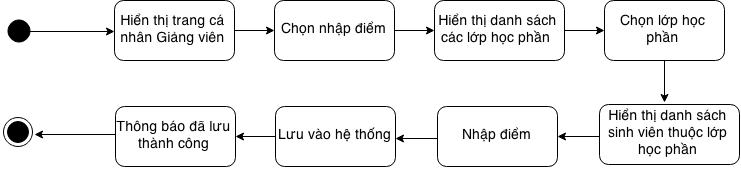 Hiển thị trang cá
nhân Giảng viên
Chọn nhập điểm
Hiển thị danh sách
các lớp học phần
Chọn lớp học
phần
Hiển thị danh sách
sinh viên thuộc lớp
học phần
Nhập điểm
Lưu vào hệ thống
Thông báo đã lưu
thành công